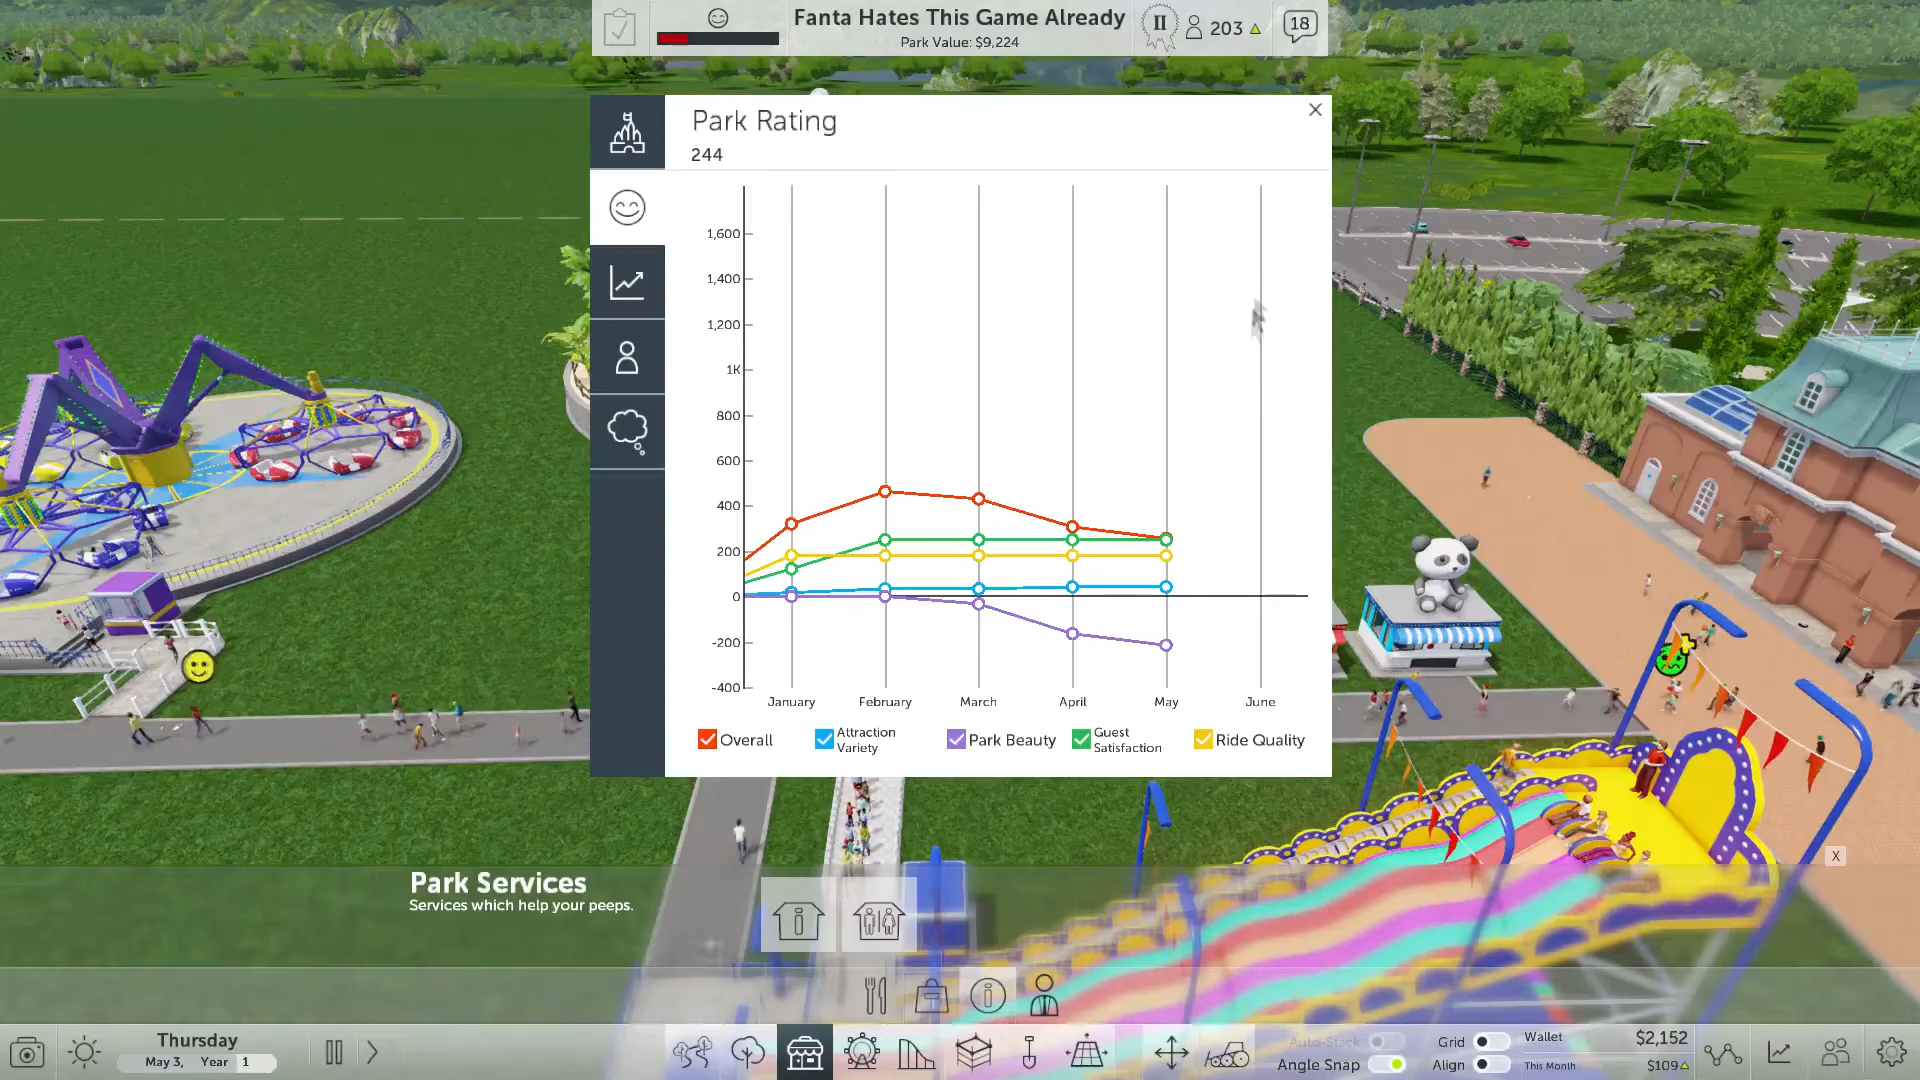 Fanta Hates This Game Already
Park Value: $9,224
II
203
18
Park Rating
244
1,600
1,400
1,200
1K
800
600
400
200
0
-200
-400
January February March April May June
Overall
Attraction
Variety
Park Beauty
Guest
Satisfaction
Ride Quality
X
Park Services
Services which help your peeps.
Thursday
May 3, Year 1
Auto-Stack
Angle Snap
Grid
Align
Wallet $2,152
This Month $109